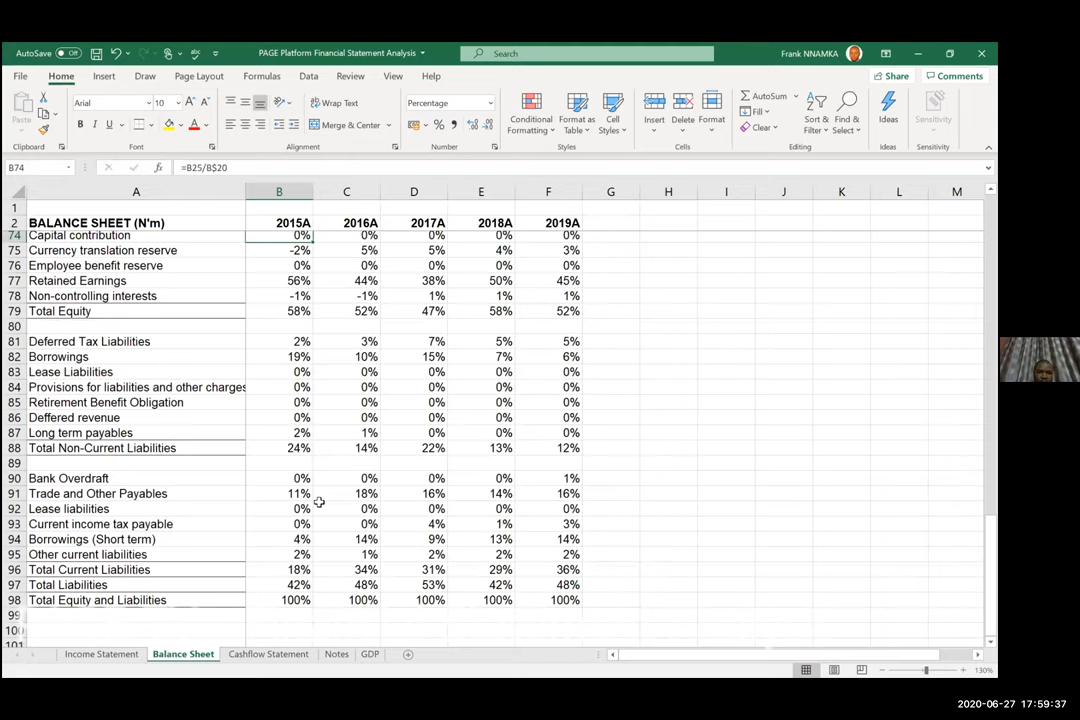 AutoSave Off PAGE Platform Financial Statement Analysis Search Frank NNAMKA
File Home Insert Draw Page Layout Formulas Data Review View Help Share Comments
Arial 10 Wrap Text Percentage AutoSum
Paste B I U Merge & Center Conditional Formatting Format as Table Cell Styles Insert Delete Format Fill Clear Sort & Filter Find & Select Ideas Sensitivity
Clipboard Font Alignment Number Styles Cells Editing Ideas Sensitivity
B74 fx =B25/B$20
A B C D E F G H I J K L M
1
2 BALANCE SHEET (N'm) 2015A 2016A 2017A 2018A 2019A
74 Capital contribution 0% 0% 0% 0% 0%
75 Currency translation reserve -2% 5% 5% 4% 3%
76 Employee benefit reserve 0% 0% 0% 0% 0%
77 Retained Earnings 56% 44% 38% 50% 45%
78 Non-controlling interests -1% -1% 1% 1% 1%
79 Total Equity 58% 52% 47% 58% 52%
80
81 Deferred Tax Liabilities 2% 3% 7% 5% 5%
82 Borrowings 19% 10% 15% 7% 6%
83 Lease Liabilities 0% 0% 0% 0% 0%
84 Provisions for liabilities and other charges 0% 0% 0% 0% 0%
85 Retirement Benefit Obligation 0% 0% 0% 0% 0%
86 Deffered revenue 0% 0% 0% 0% 0%
87 Long term payables 2% 1% 0% 0% 0%
88 Total Non-Current Liabilities 24% 14% 22% 13% 12%
89
90 Bank Overdraft 0% 0% 0% 0% 1%
91 Trade and Other Payables 11% 18% 16% 14% 16%
92 Lease liabilities 0% 0% 0% 0% 0%
93 Current income tax payable 0% 0% 4% 1% 3%
94 Borrowings (Short term) 4% 14% 9% 13% 14%
95 Other current liabilities 2% 1% 2% 2% 2%
96 Total Current Liabilities 18% 34% 31% 29% 36%
97 Total Liabilities 42% 48% 53% 42% 48%
98 Total Equity and Liabilities 100% 100% 100% 100% 100%
99
100
101
Income Statement Balance Sheet Cashflow Statement Notes GDP
130%
2020-06-27 17:59:37